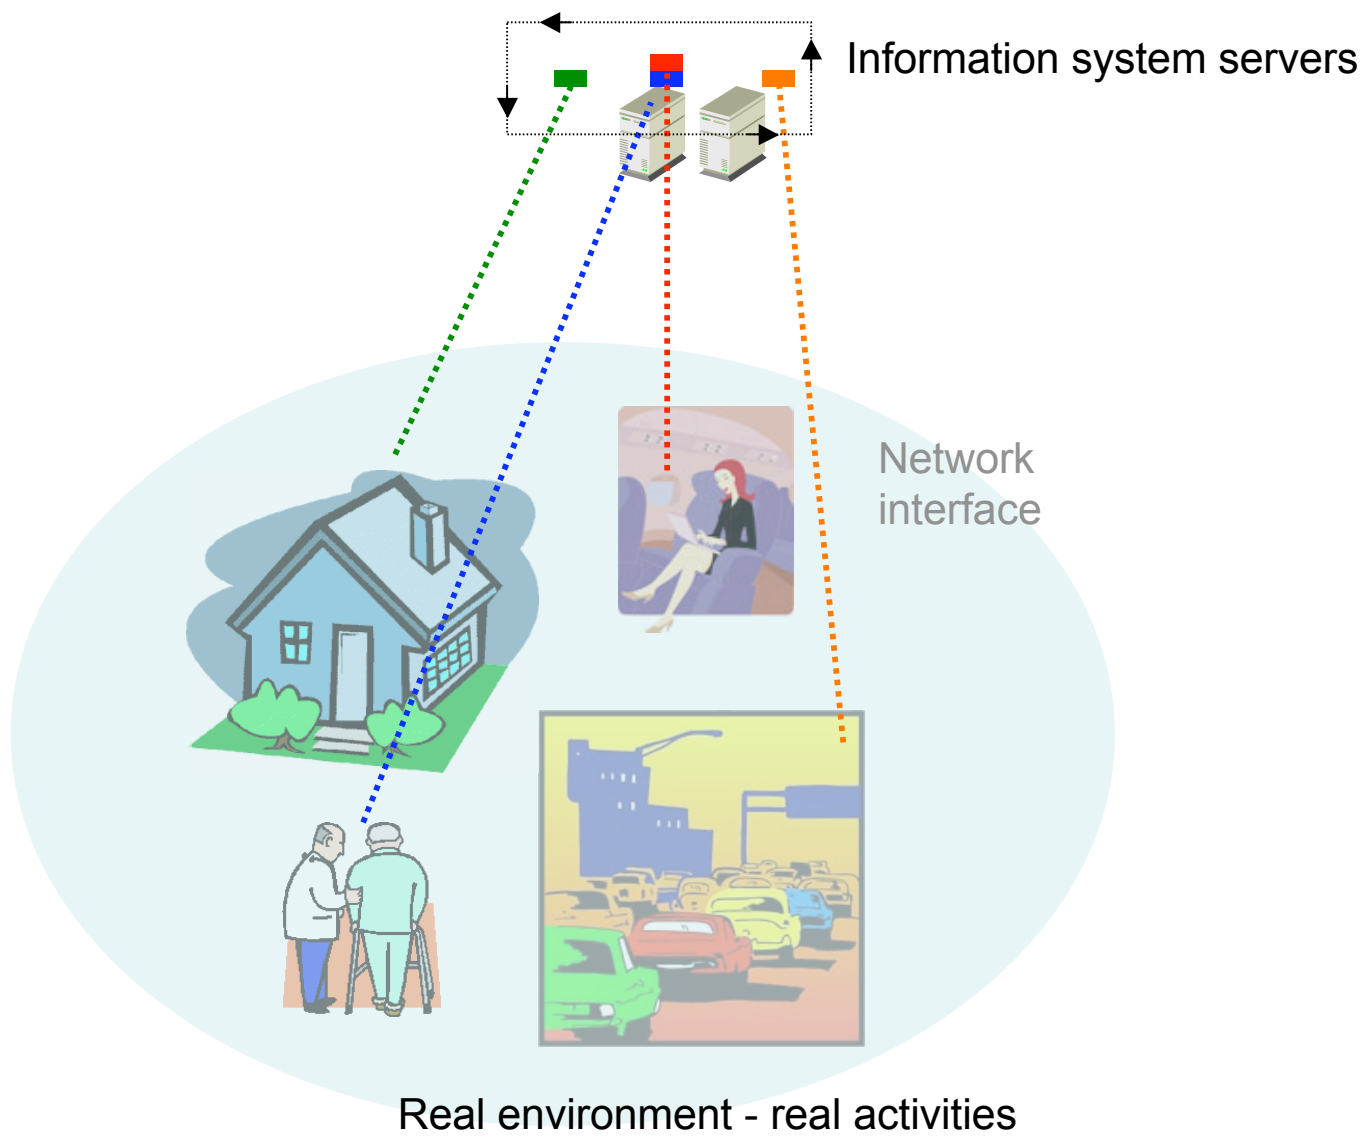 Information system servers
Network
interface
Real environment - real activities